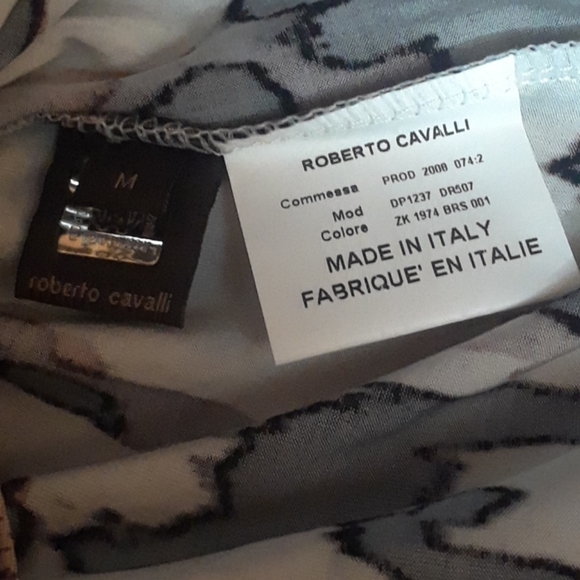 M
roberto cavalli
ROBERTO CAVALLI
Commessa PROD 2008 074:2
Mod DP1237 DR507
Colore ZK 1974 BRS 001
MADE IN ITALY
FABRIQUE' EN ITALIE